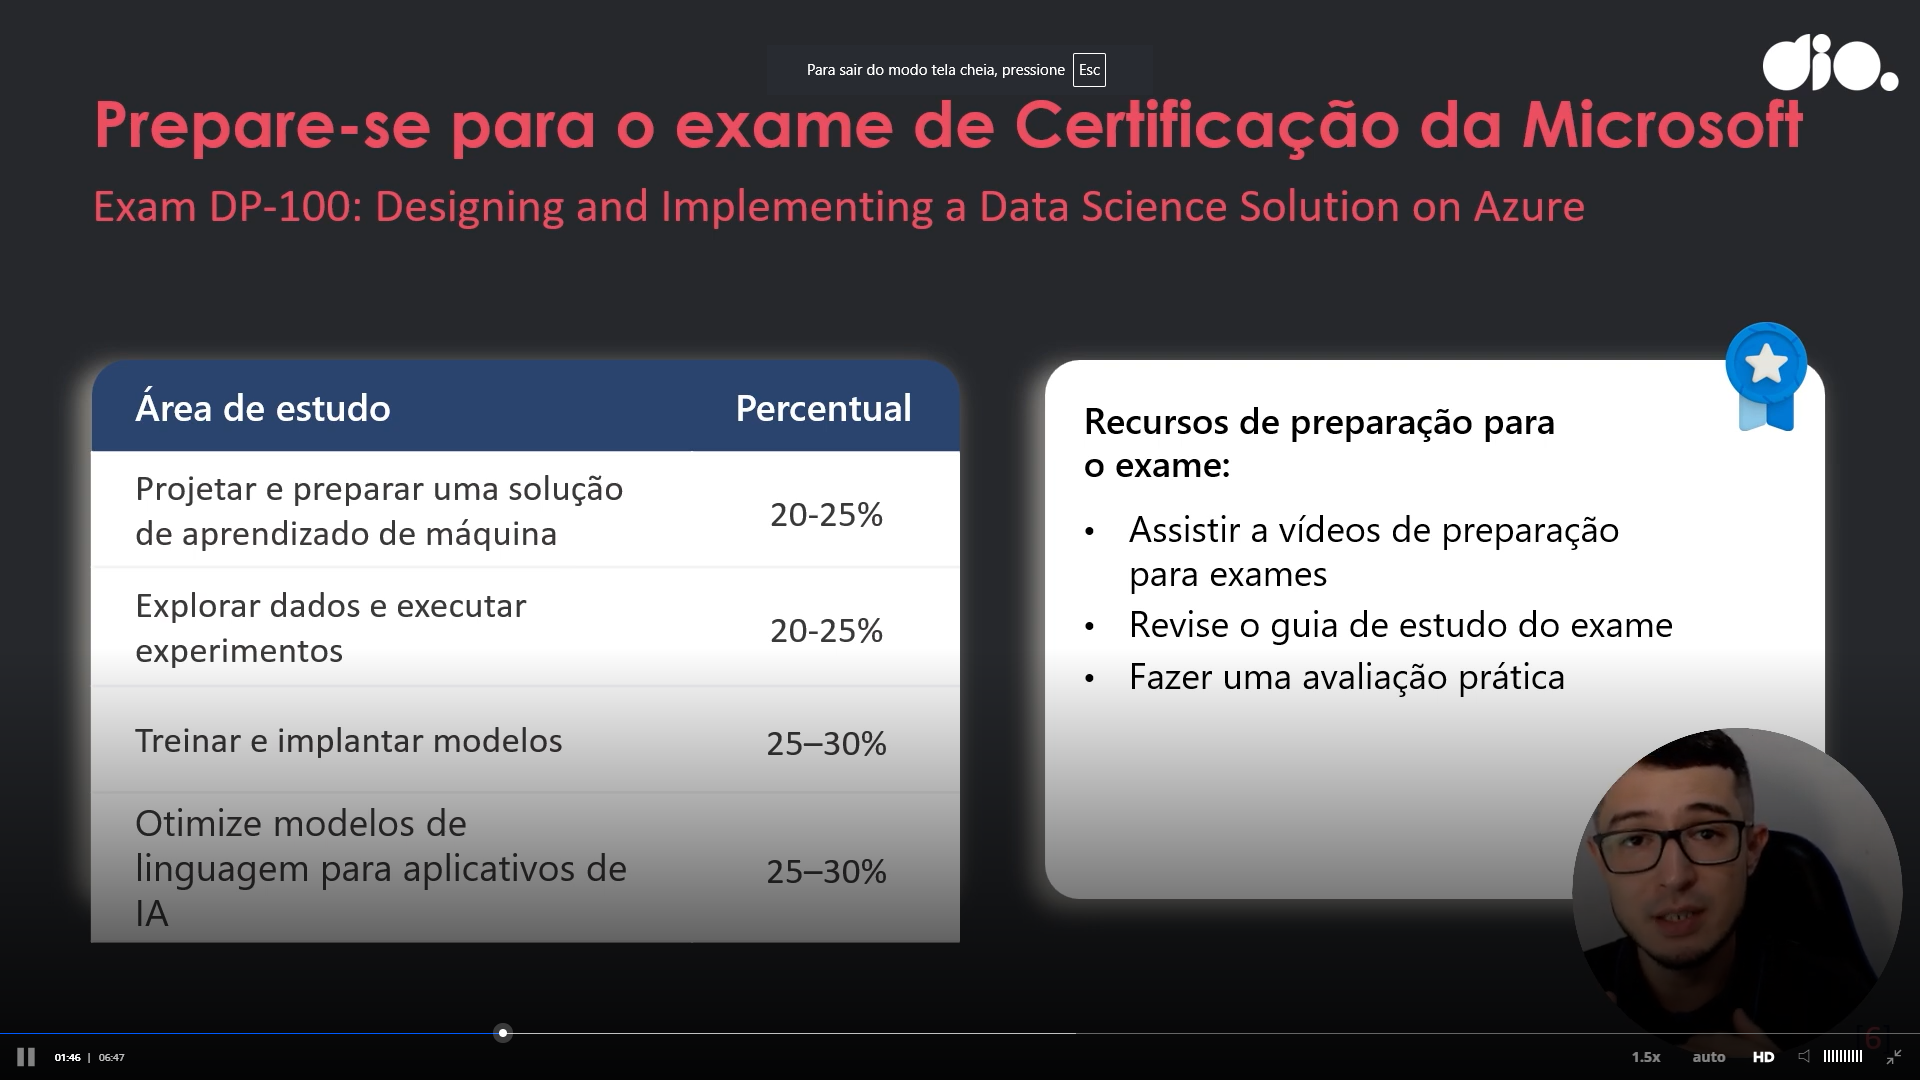 dio.
Para sair do modo tela cheia, pressione Esc
Prepare-se para o exame de Certificação da Microsoft
Exam DP-100: Designing and Implementing a Data Science Solution on Azure
Área de estudo Percentual
Projetar e preparar uma solução
de aprendizado de máquina
20-25%
Explorar dados e executar
experimentos
20-25%
Treinar e implantar modelos 25–30%
Otimize modelos de
linguagem para aplicativos de
IA
25–30%
Recursos de preparação para
o exame:
• Assistir a vídeos de preparação
para exames
• Revise o guia de estudo do exame
• Fazer uma avaliação prática
[6]
01:46 | 06:47
1.5x auto HD